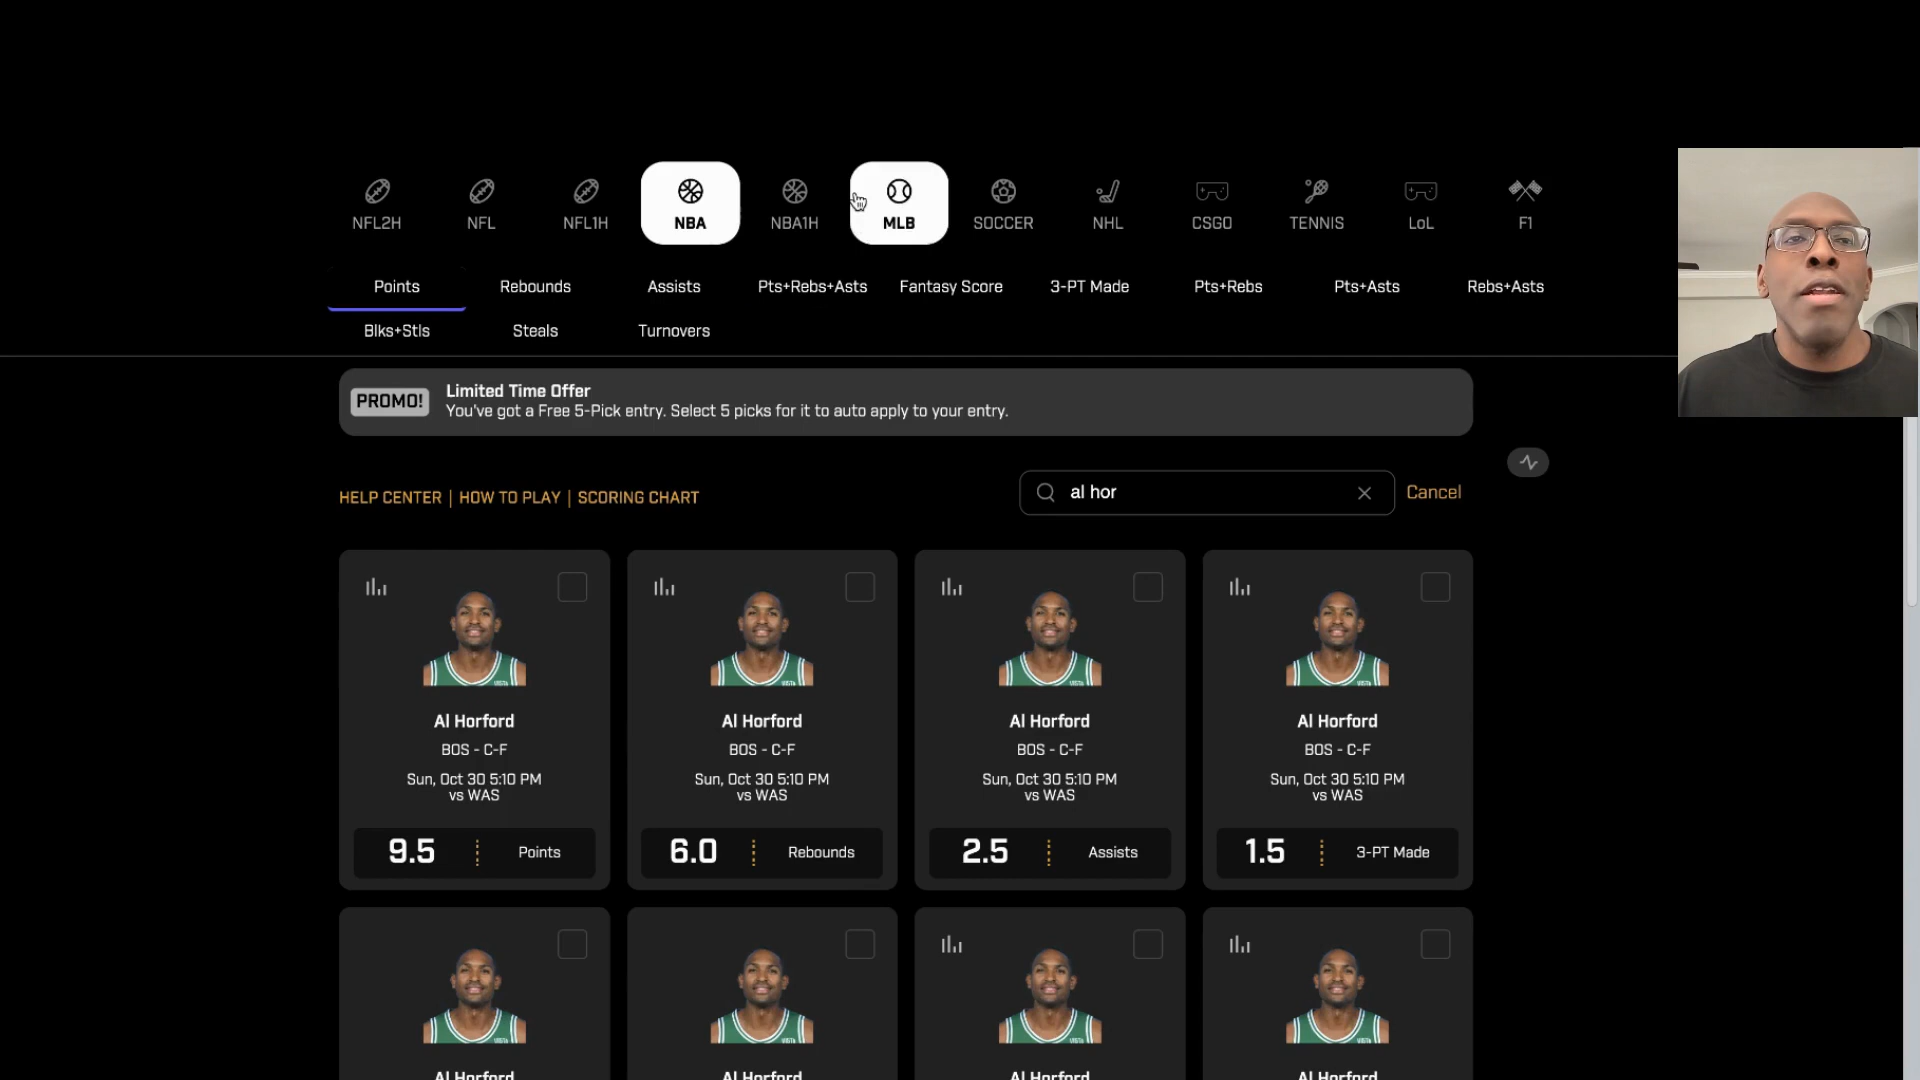 NFL2H
NFL
NFL1H
NBA
NBA1H
MLB
SOCCER
NHL
CSGO
TENNIS
LoL
F1
Points
Rebounds
Assists
Pts+Rebs+Asts
Fantasy Score
3-PT Made
Pts+Rebs
Pts+Asts
Rebs+Asts
Blks+Stls
Steals
Turnovers
PROMO!
Limited Time Offer
You've got a Free 5-Pick entry. Select 5 picks for it to auto apply to your entry.
HELP CENTER | HOW TO PLAY | SCORING CHART
al hor
Cancel
Al Horford
BOS - C-F
Sun, Oct 30 5:10 PM
vs WAS
9.5 Points
Al Horford
BOS - C-F
Sun, Oct 30 5:10 PM
vs WAS
6.0 Rebounds
Al Horford
BOS - C-F
Sun, Oct 30 5:10 PM
vs WAS
2.5 Assists
Al Horford
BOS - C-F
Sun, Oct 30 5:10 PM
vs WAS
1.5 3-PT Made
Al Horford
Al Horford
Al Horford
Al Horford